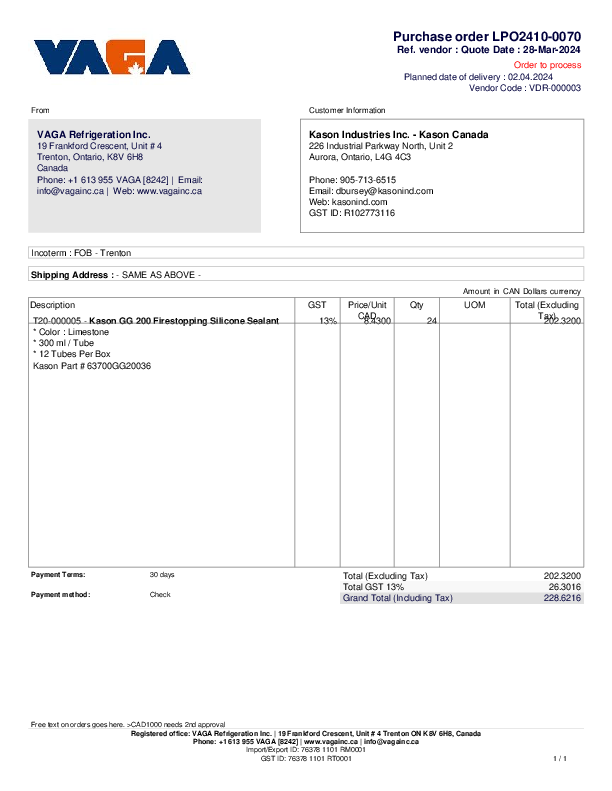 VAGA
Purchase order LPO2410-0070
Ref. vendor : Quote Date : 28-Mar-2024
Order to process
Planned date of delivery : 02.04.2024
Vendor Code : VDR-000003
From
Customer Information
VAGA Refrigeration Inc.
19 Frankford Crescent, Unit # 4
Trenton, Ontario, K8V 6H8
Canada
Phone: +1 613 955 VAGA [8242] | Email:
info@vagainc.ca | Web: www.vagainc.ca
Kason Industries Inc. - Kason Canada
226 Industrial Parkway North, Unit 2
Aurora, Ontario, L4G 4C3
Phone: 905-713-6515
Email: dbursey@kasonind.com
Web: kasonind.com
GST ID: R102773116
Incoterm : FOB - Trenton
Shipping Address : - SAME AS ABOVE -
Amount in CAN Dollars currency
Description GST Price/Unit CAD Qty UOM Total (Excluding Tax)
T20-000005 - Kason GG 200 Firestopping Silicone Sealant 13% 8.4300 24 202.3200
* Color : Limestone
* 300 ml / Tube
* 12 Tubes Per Box
Kason Part # 63700GG20036
Payment Terms: 30 days
Payment method: Check
Total (Excluding Tax) 202.3200
Total GST 13% 26.3016
Grand Total (Including Tax) 228.6216
Free text on orders goes here. >CAD1000 needs 2nd approval
Registered office: VAGA Refrigeration Inc. | 19 Frankford Crescent, Unit # 4 Trenton ON K8V 6H8, Canada
Phone: +1 613 955 VAGA [8242] | www.vagainc.ca | info@vagainc.ca
Import/Export ID: 76378 1101 RM0001
GST ID: 76378 1101 RT0001
1 / 1